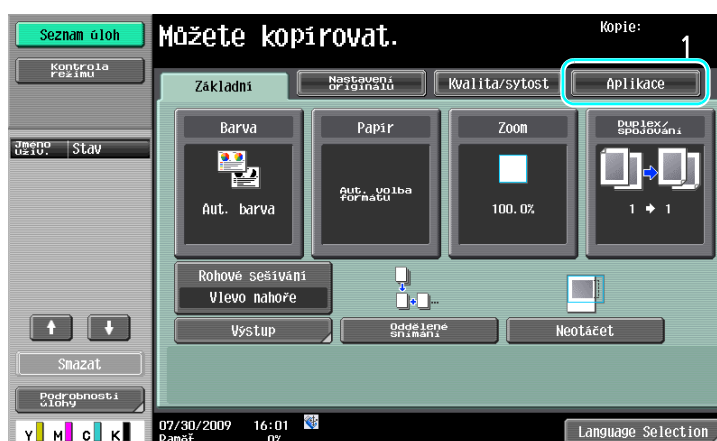 Seznam úloh
Můžete kopírovat.
Kopie:
1
Kontrola
režimu
Základní
Nastavení
originálu
Kvalita/sytost
Aplikace
Barva
Papír
Zoom
Duplex/
spojování
Jméno
uživ.
Stav
Aut. barva
Aut. volba
formátu
100.0%
1 → 1
Rohové sešívání
Vlevo nahoře
Výstup
Oddělené
snímání
Neotáčet
Smazat
Podrobnosti
úlohy
Y M C K
07/30/2009 16:01
Paměť 0%
Language Selection